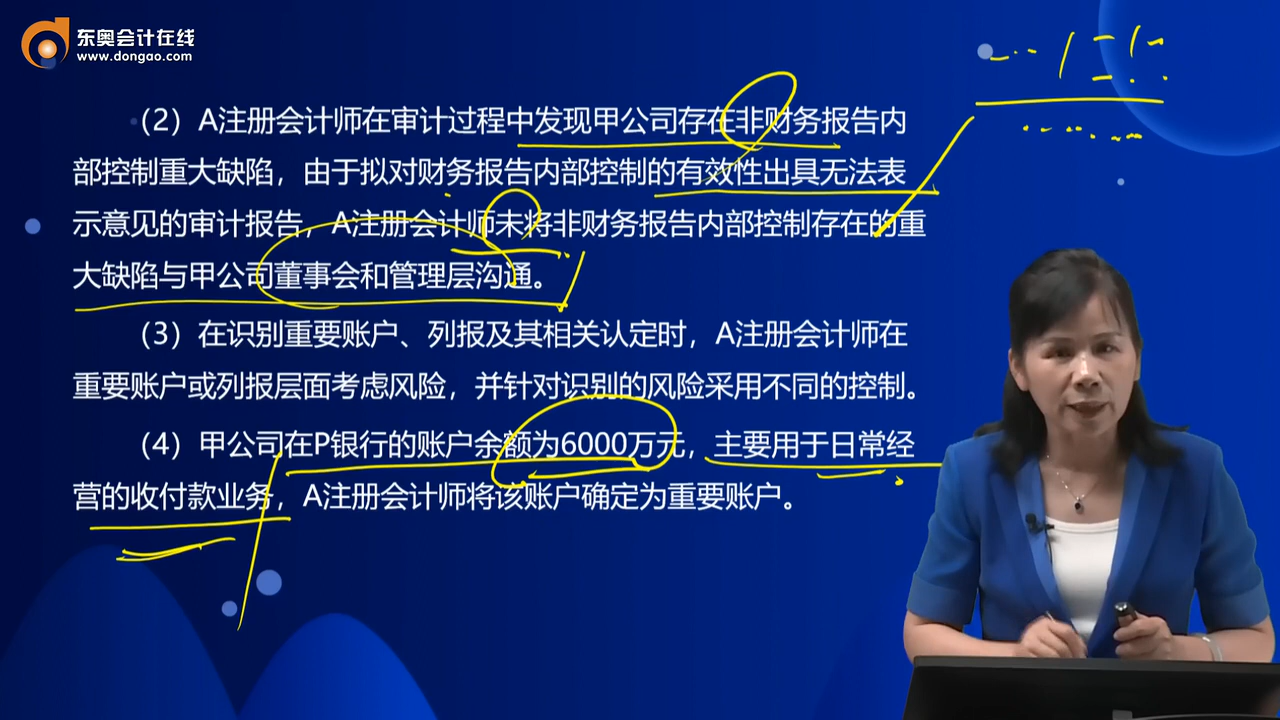 东奥会计在线
www.dongao.com
（2）A注册会计师在审计过程中发现甲公司存在非财务报告内
部控制重大缺陷，由于拟对财务报告内部控制的有效性出具无法表
示意见的审计报告，A注册会计师未将非财务报告内部控制存在的重
大缺陷与甲公司董事会和管理层沟通。
（3）在识别重要账户、列报及其相关认定时，A注册会计师在
重要账户或列报层面考虑风险，并针对识别的风险采用不同的控制。
（4）甲公司在P银行的账户余额为6000万元，主要用于日常经
营的收付款业务，A注册会计师将该账户确定为重要账户。